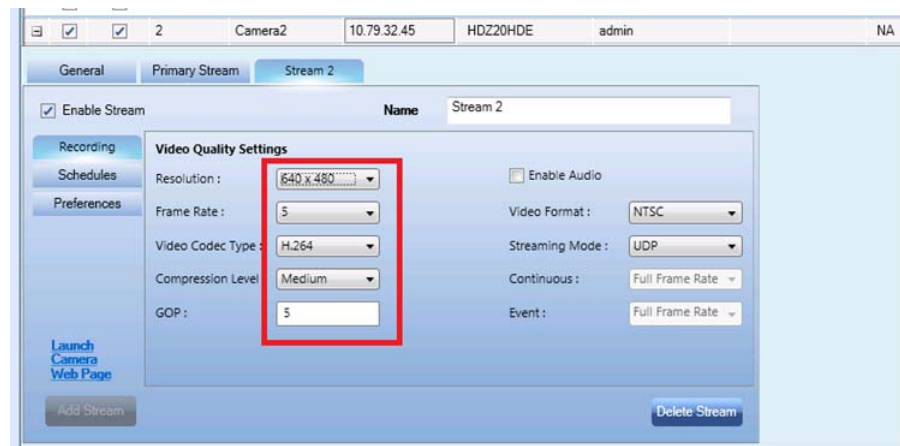 2 Camera2 10.79.32.45 HDZ20HDE admin NA
General Primary Stream Stream 2
Enable Stream Name Stream 2
Recording Video Quality Settings
Schedules Resolution : 640 x 480 Enable Audio
Preferences Frame Rate : 5 Video Format : NTSC
Video Codec Type : H.264 Streaming Mode : UDP
Compression Level Medium Continuous : Full Frame Rate
GOP : 5 Event : Full Frame Rate
Launch
Camera
Web Page
Add Stream Delete Stream